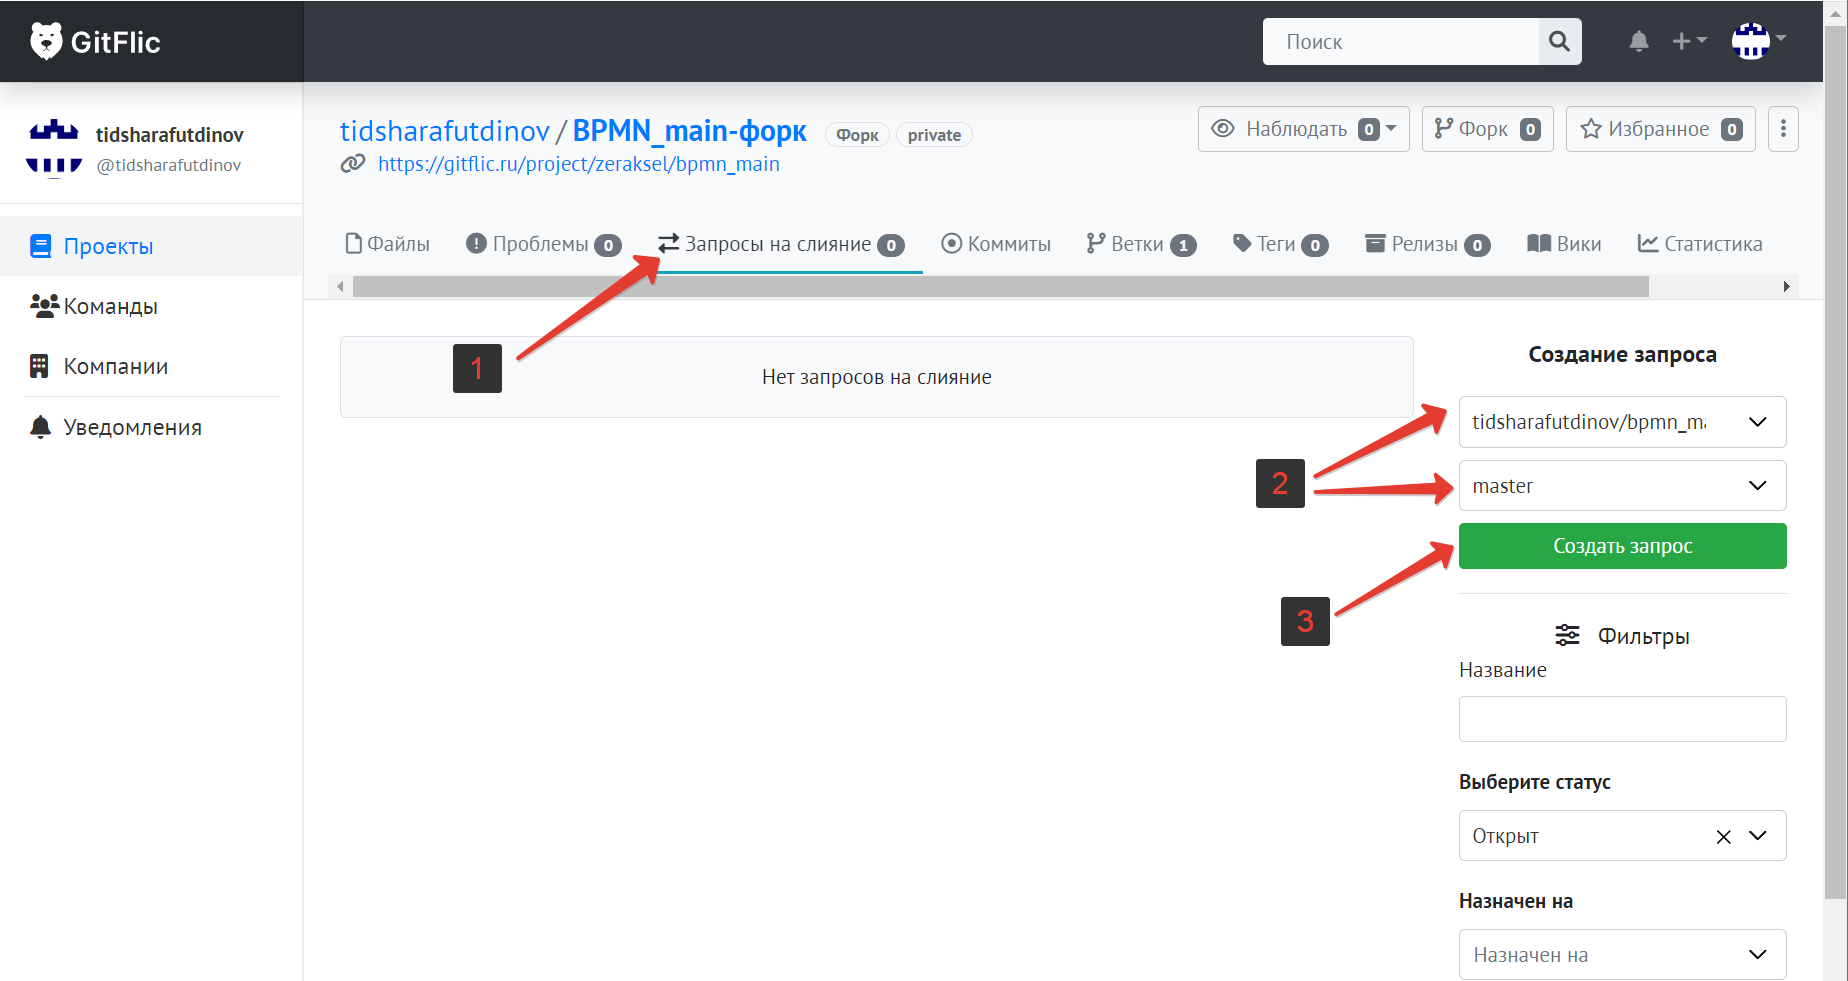 GitFlic
Поиск
tidsharafutdinov
@tidsharafutdinov
Проекты
Команды
Компании
Уведомления
tidsharafutdinov / BPMN_main-форк Форк private
https://gitflic.ru/project/zeraksel/bpmn_main
Наблюдать 0
Форк 0
Избранное 0
Файлы
Проблемы 0
Запросы на слияние 0
Коммиты
Ветки 1
Теги 0
Релизы 0
Вики
Статистика
1
Нет запросов на слияние
Создание запроса
tidsharafutdinov/bpmn_ma
2
master
Создать запрос
3
Фильтры
Название
Выберите статус
Открыт
Назначен на
Назначен на